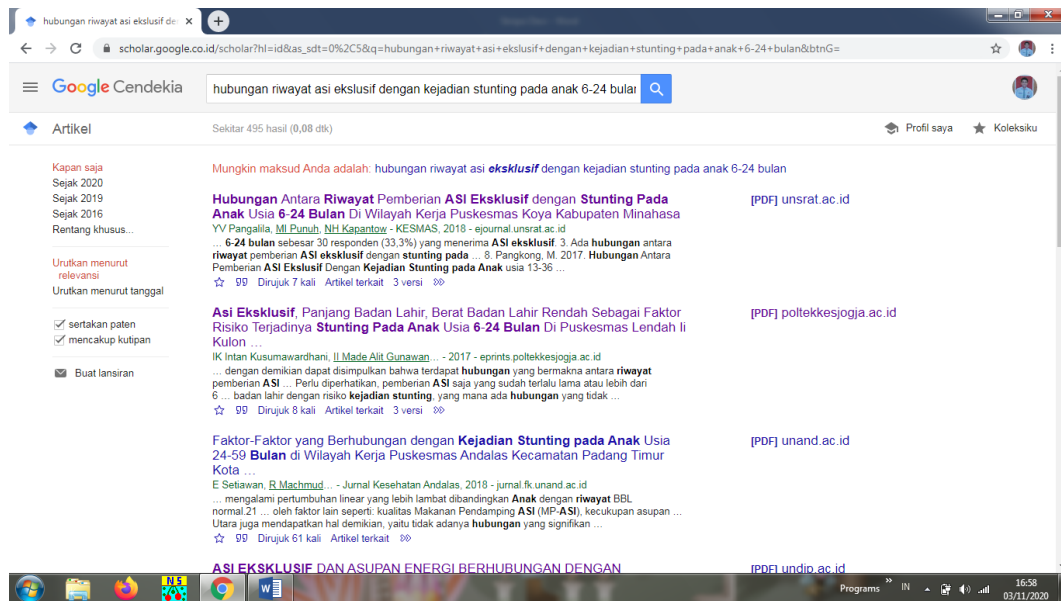 hubungan riwayat asi ekslusif de
scholar.google.co.id/scholar?hl=id&as_sdt=0%2C5&q=hubungan+riwayat+asi+ekslusif+dengan+kejadian+stunting+pada+anak+6-24+bulan&btnG=
Google Cendekia
hubungan riwayat asi ekslusif dengan kejadian stunting pada anak 6-24 bulan
Artikel
Sekitar 495 hasil (0,08 dtk)
Profil saya
Koleksiku
Kapan saja
Sejak 2020
Sejak 2019
Sejak 2016
Rentang khusus...
Urutkan menurut
relevansi
Urutkan menurut tanggal
sertakan paten
mencakup kutipan
Buat lansiran
Mungkin maksud Anda adalah: hubungan riwayat asi eksklusif dengan kejadian stunting pada anak 6-24 bulan
Hubungan Antara Riwayat Pemberian ASI Eksklusif dengan Stunting Pada
Anak Usia 6-24 Bulan Di Wilayah Kerja Puskesmas Koya Kabupaten Minahasa
YV Pangalila, MI Punuh, NH Kapantow - KESMAS, 2018 - ejournal.unsrat.ac.id
... 6-24 bulan sebesar 30 responden (33,3%) yang menerima ASI eksklusif. 3. Ada hubungan antara
riwayat pemberian ASI eksklusif dengan stunting pada ... 8. Pangkong, M. 2017. Hubungan Antara
Pemberian ASI Ekslusif Dengan Kejadian Stunting pada Anak usia 13-36 ...
Dirujuk 7 kali Artikel terkait 3 versi
[PDF] unsrat.ac.id
Asi Eksklusif, Panjang Badan Lahir, Berat Badan Lahir Rendah Sebagai Faktor
Risiko Terjadinya Stunting Pada Anak Usia 6-24 Bulan Di Puskesmas Lendah Ii
Kulon ...
IK Intan Kusumawardhani, II Made Alit Gunawan... - 2017 - eprints.poltekkesjogja.ac.id
... dengan demikian dapat disimpulkan bahwa terdapat hubungan yang bermakna antara riwayat
pemberian ASI ... Perlu diperhatikan, pemberian ASI saja yang sudah terlalu lama atau lebih dari
6 ... badan lahir dengan risiko kejadian stunting, yang mana ada hubungan yang tidak ...
Dirujuk 8 kali Artikel terkait 3 versi
[PDF] poltekkesjogja.ac.id
Faktor-Faktor yang Berhubungan dengan Kejadian Stunting pada Anak Usia
24-59 Bulan di Wilayah Kerja Puskesmas Andalas Kecamatan Padang Timur
Kota ...
E Setiawan, R Machmud... - Jurnal Kesehatan Andalas, 2018 - jurnal.fk.unand.ac.id
... mengalami pertumbuhan linear yang lebih lambat dibandingkan Anak dengan riwayat BBL
normal.21 ... oleh faktor lain seperti: kualitas Makanan Pendamping ASI (MP-ASI), kecukupan asupan ...
Utara juga mendapatkan hal demikian, yaitu tidak adanya hubungan yang signifikan ...
Dirujuk 61 kali Artikel terkait
[PDF] unand.ac.id
ASI EKSKLUSIF DAN ASUPAN ENERGI BERHUBUNGAN DENGAN
[PDF] undip.ac.id
Programs
IN
16:58
03/11/2020